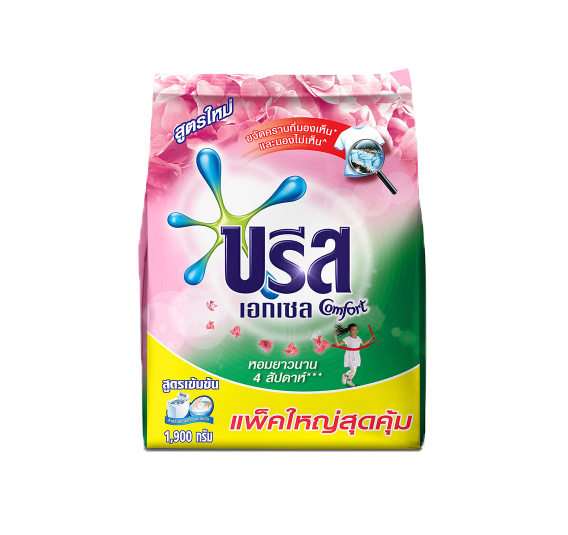 สูตรใหม่
ขจัดคราบที่มองเห็น*
และมองไม่เห็น^
บรีส
เอกเซล Comfort
หอมยาวนาน
4 สัปดาห์***
สูตรเข้มข้น
1,900 กรัม
แพ็คใหญ่สุดคุ้ม